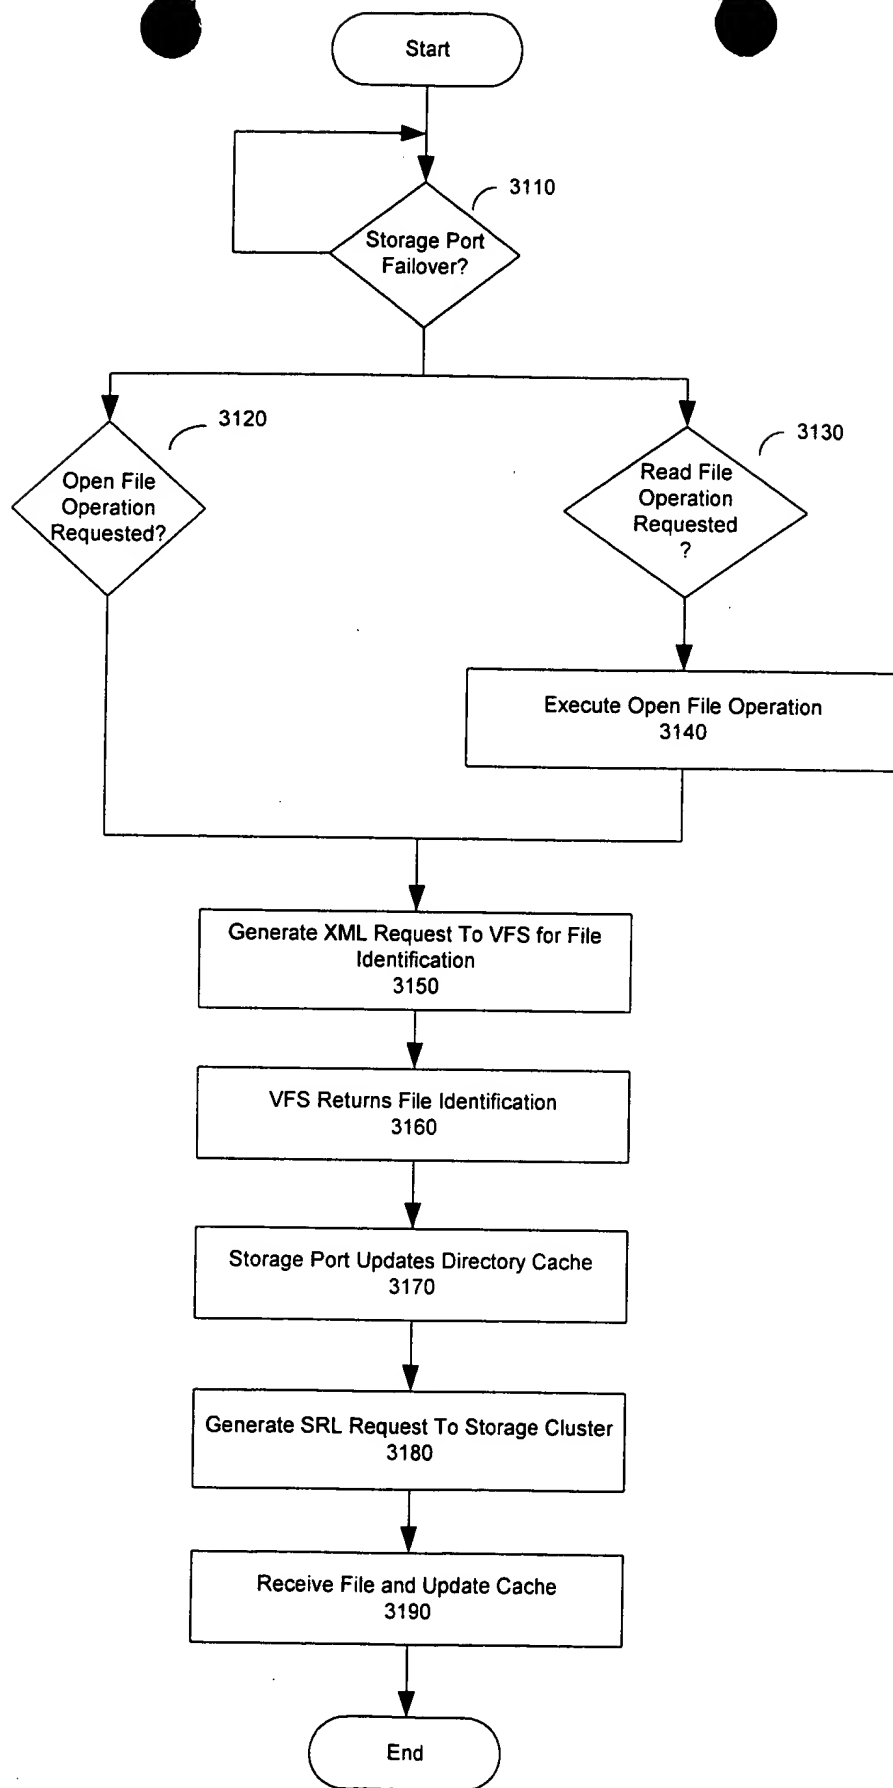 Start
3110
Storage Port
Failover?
3120
Open File
Operation
Requested?
3130
Read File
Operation
Requested
?
Execute Open File Operation
3140
Generate XML Request To VFS for File
Identification
3150
VFS Returns File Identification
3160
Storage Port Updates Directory Cache
3170
Generate SRL Request To Storage Cluster
3180
Receive File and Update Cache
3190
End